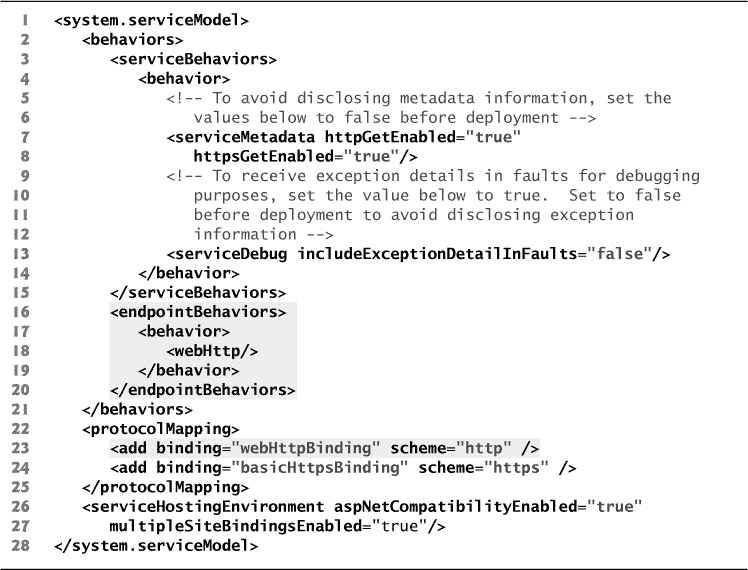 1 <system.serviceModel>
2 <behaviors>
3 <serviceBehaviors>
4 <behavior>
5 <!-- To avoid disclosing metadata information, set the
6 values below to false before deployment -->
7 <serviceMetadata httpGetEnabled="true"
8 httpsGetEnabled="true"/>
9 <!-- To receive exception details in faults for debugging
10 purposes, set the value below to true.  Set to false
11 before deployment to avoid disclosing exception
12 information -->
13 <serviceDebug includeExceptionDetailInFaults="false"/>
14 </behavior>
15 </serviceBehaviors>
16 <endpointBehaviors>
17 <behavior>
18 <webHttp/>
19 </behavior>
20 </endpointBehaviors>
21 </behaviors>
22 <protocolMapping>
23 <add binding="webHttpBinding" scheme="http" />
24 <add binding="basicHttpsBinding" scheme="https" />
25 </protocolMapping>
26 <serviceHostingEnvironment aspNetCompatibilityEnabled="true"
27 multipleSiteBindingsEnabled="true"/>
28 </system.serviceModel>